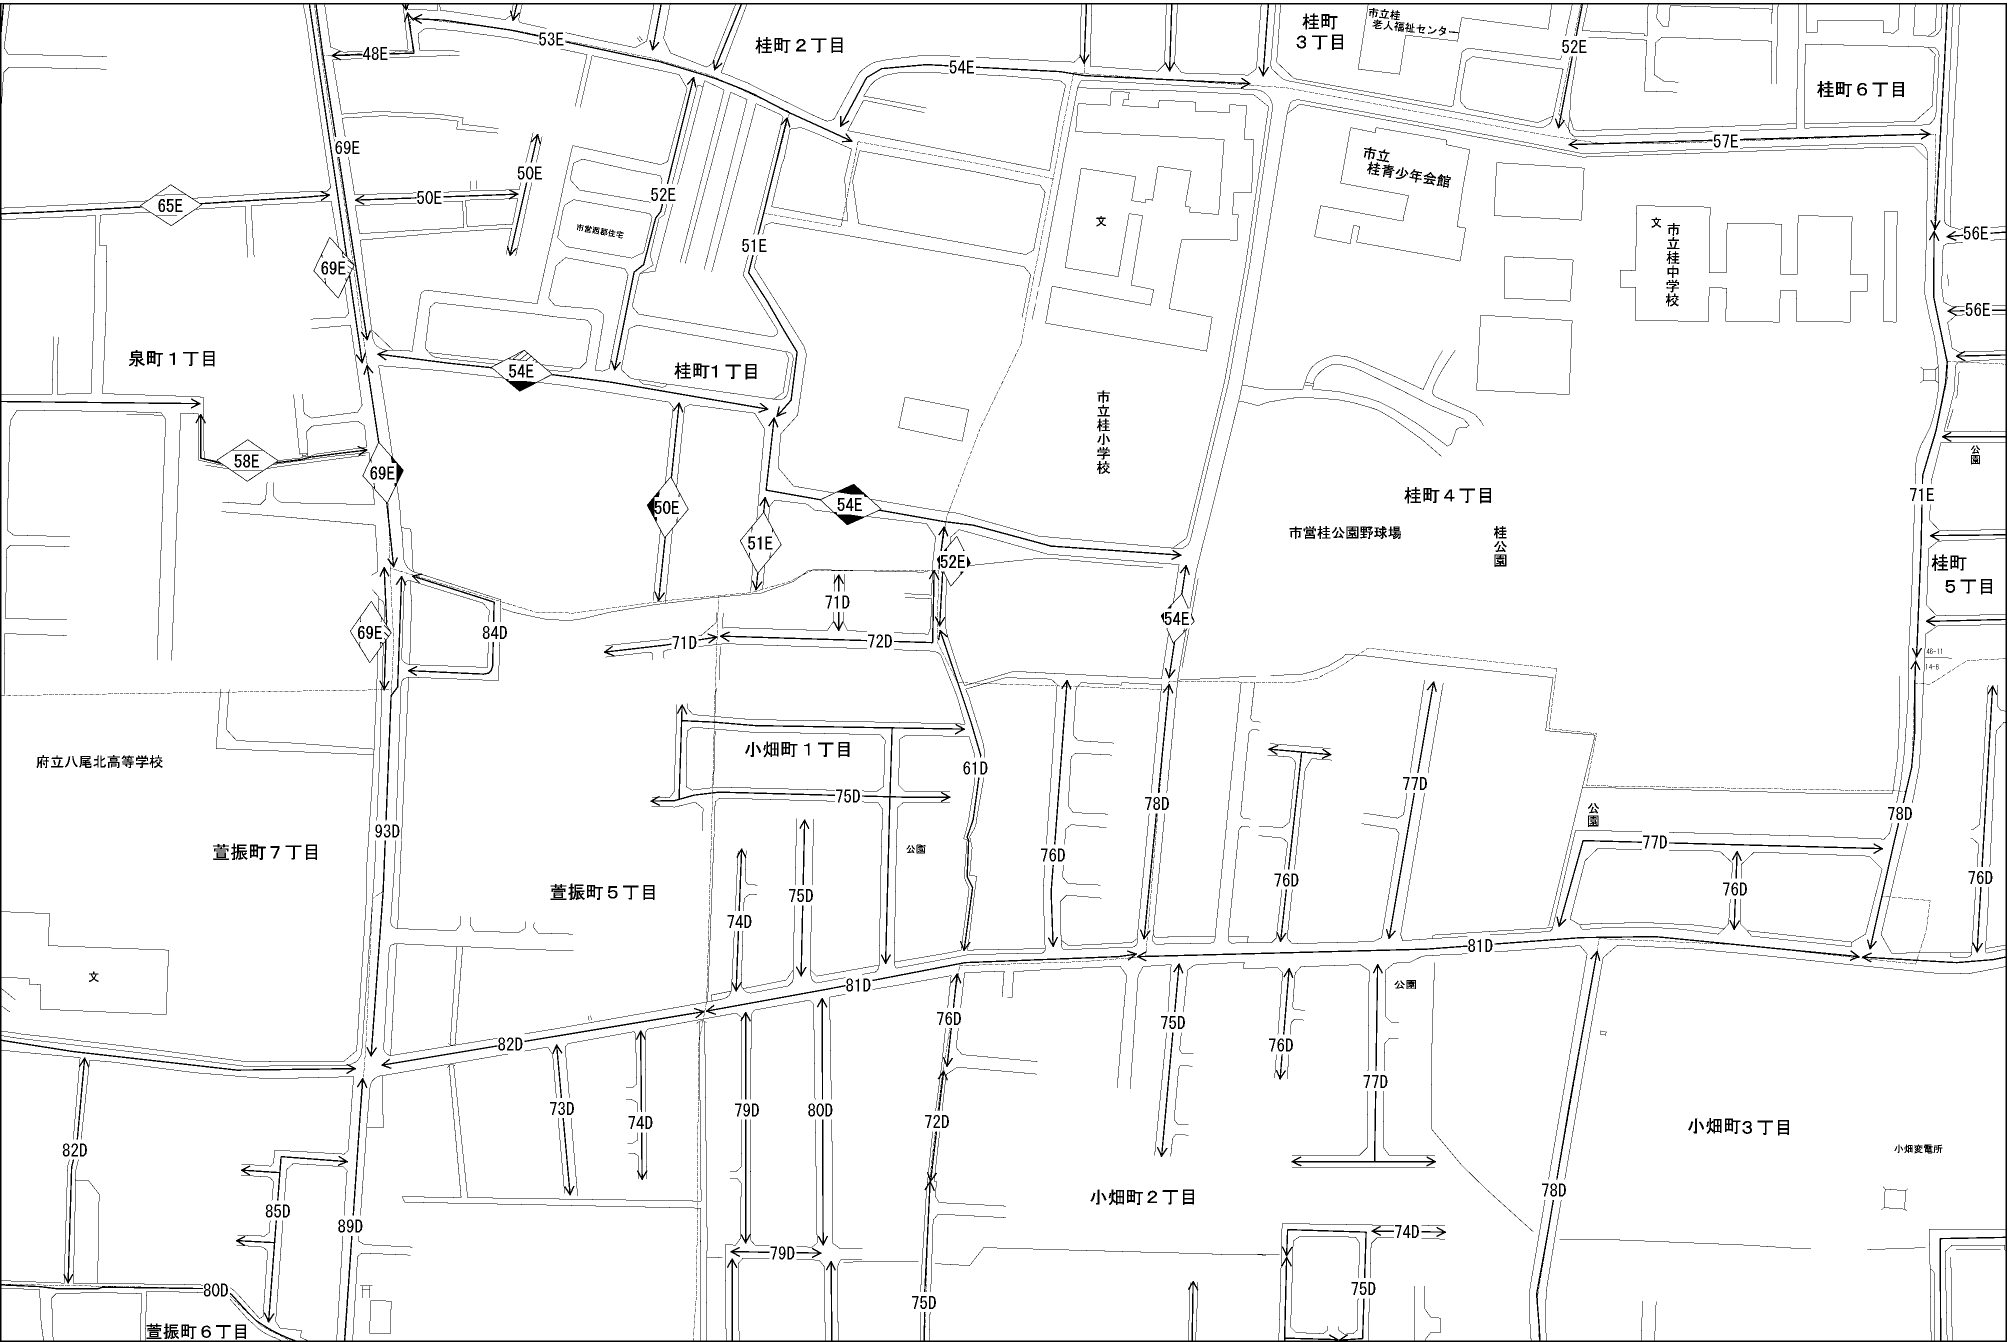 市立桂
老人福祉センター
桂町
３丁目
桂町２丁目
53E
48E
54E
52E
桂町６丁目
57E
69E
市立
桂青少年会館
50E
50E
52E
65E
文
文
市立桂中学校
市営西郡住宅
51E
56E
69E
56E
泉町１丁目
54E
桂町１丁目
市立桂小学校
公園
58E
69E
50E
54E
桂町４丁目
71E
市営桂公園野球場
桂公園
51E
52E
桂町
５丁目
71D
54E
69E
84D
71D
72D
46-11
14-6
府立八尾北高等学校
小畑町１丁目
61D
75D
78D
77D
公園
78D
93D
萱振町７丁目
公園
76D
77D
萱振町５丁目
75D
76D
76D
76D
74D
文
81D
81D
公園
76D
75D
82D
76D
77D
73D
74D
79D
80D
72D
小畑町３丁目
82D
小畑変電所
85D
89D
小畑町２丁目
78D
79D
74D
80D
75D
75D
萱振町６丁目